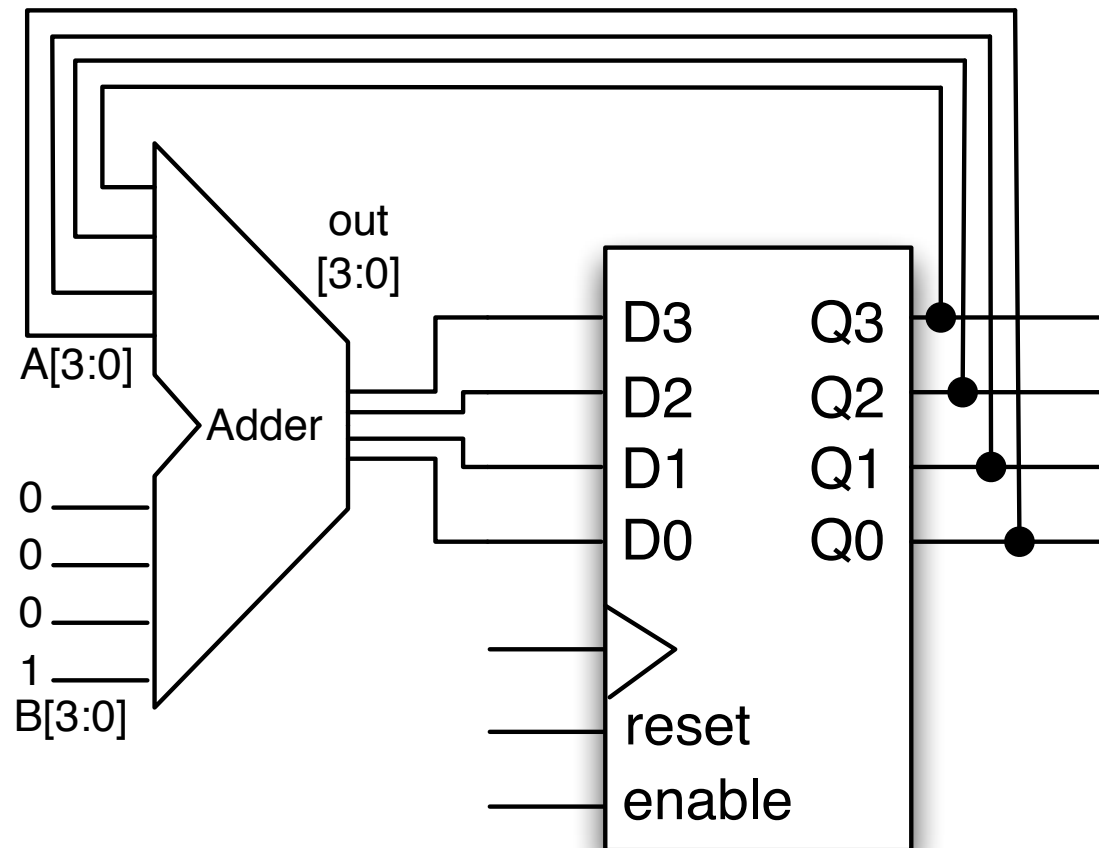 out
[3:0]
A[3:0]
Adder
0
0
0
1
B[3:0]
D3 Q3
D2 Q2
D1 Q1
D0 Q0
reset
enable